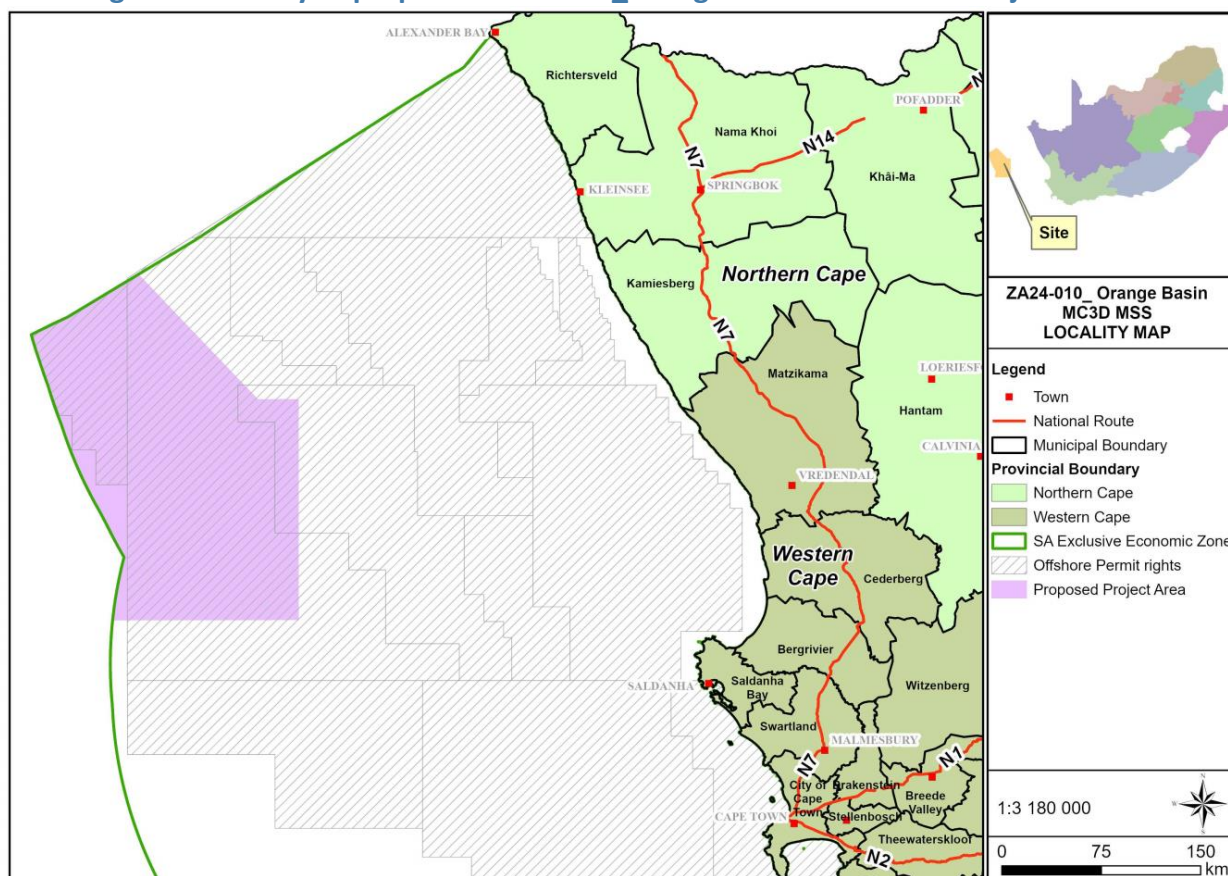 ALEXANDER BAY
Richtersveld
POFADDER
Nama Khoi
N14
N7
KLEINSEE
SPRINGBOK
Khâi-Ma
Northern Cape
Kamiesberg
N7
Matzikama
Hantam
CALVINIA
VREDENDAL
Western
Cape
Cederberg
Bergrivier
Saldanha
Bay
SALDANHA
Witzenberg
Swartland
MALMESBURY
N7
N1
City of
Cape
Town
Drakenstein
Breede
Valley
CAPE TOWN
Stellenbosch
Theewaterskloof
N2
Site
ZA24-010_ Orange Basin
MC3D MSS
LOCALITY MAP
Legend
Town
National Route
Municipal Boundary
Provincial Boundary
Northern Cape
Western Cape
SA Exclusive Economic Zone
Offshore Permit rights
Proposed Project Area
1:3 180 000
N
W
E
S
0 75 150
km